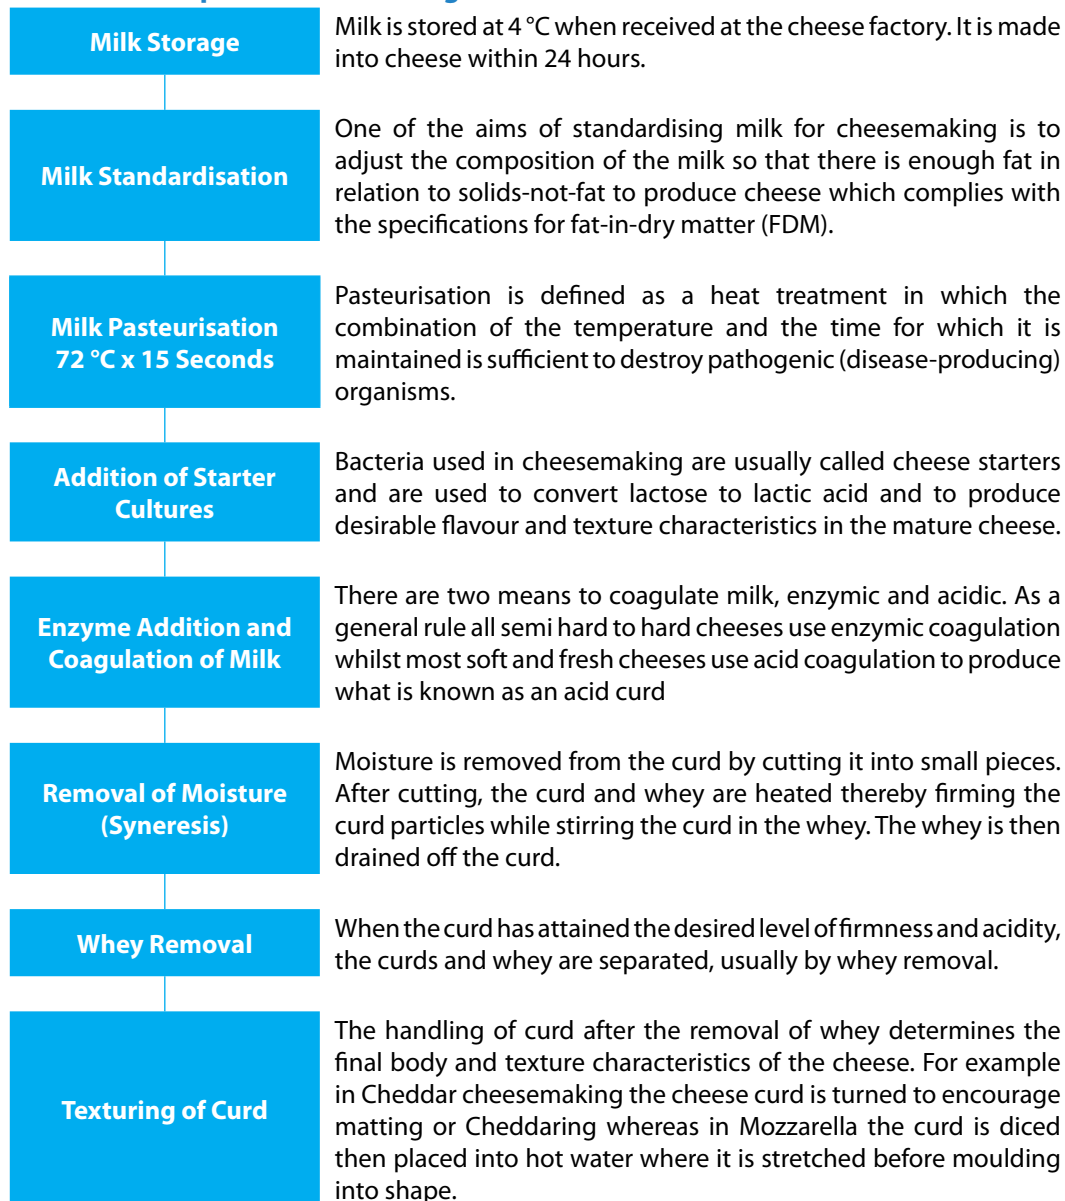 Milk Storage
Milk is stored at 4 °C when received at the cheese factory. It is made
into cheese within 24 hours.
Milk Standardisation
One of the aims of standardising milk for cheesemaking is to
adjust the composition of the milk so that there is enough fat in
relation to solids-not-fat to produce cheese which complies with
the specifications for fat-in-dry matter (FDM).
Milk Pasteurisation
72 °C x 15 Seconds
Pasteurisation is defined as a heat treatment in which the
combination of the temperature and the time for which it is
maintained is sufficient to destroy pathogenic (disease-producing)
organisms.
Addition of Starter
Cultures
Bacteria used in cheesemaking are usually called cheese starters
and are used to convert lactose to lactic acid and to produce
desirable flavour and texture characteristics in the mature cheese.
Enzyme Addition and
Coagulation of Milk
There are two means to coagulate milk, enzymic and acidic. As a
general rule all semi hard to hard cheeses use enzymic coagulation
whilst most soft and fresh cheeses use acid coagulation to produce
what is known as an acid curd
Removal of Moisture
(Syneresis)
Moisture is removed from the curd by cutting it into small pieces.
After cutting, the curd and whey are heated thereby firming the
curd particles while stirring the curd in the whey. The whey is then
drained off the curd.
Whey Removal
When the curd has attained the desired level of firmness and acidity,
the curds and whey are separated, usually by whey removal.
Texturing of Curd
The handling of curd after the removal of whey determines the
final body and texture characteristics of the cheese. For example
in Cheddar cheesemaking the cheese curd is turned to encourage
matting or Cheddaring whereas in Mozzarella the curd is diced
then placed into hot water where it is stretched before moulding
into shape.